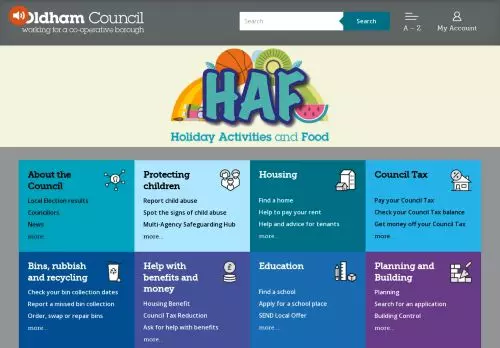 Oldham Council
working for a co-operative borough
Search
Search
A – Z
My Account
HAF
Holiday Activities and Food
About the
Council
Local Election results
Councillors
News
more...
Protecting
children
Report child abuse
Spot the signs of child abuse
Multi-Agency Safeguarding Hub
more...
Housing
Find a home
Help to pay your rent
Help and advice for tenants
more...
Council Tax
Pay your Council Tax
Check your Council Tax balance
Get money off your Council Tax
more...
Bins, rubbish
and recycling
Check your bin collection dates
Report a missed bin collection
Order, swap or repair bins
more...
Help with
benefits and
money
Housing Benefit
Council Tax Reduction
Ask for help with benefits
more...
Education
Find a school
Apply for a school place
SEND Local Offer
more...
Planning and
Building
Planning
Search for an application
Building Control
more...